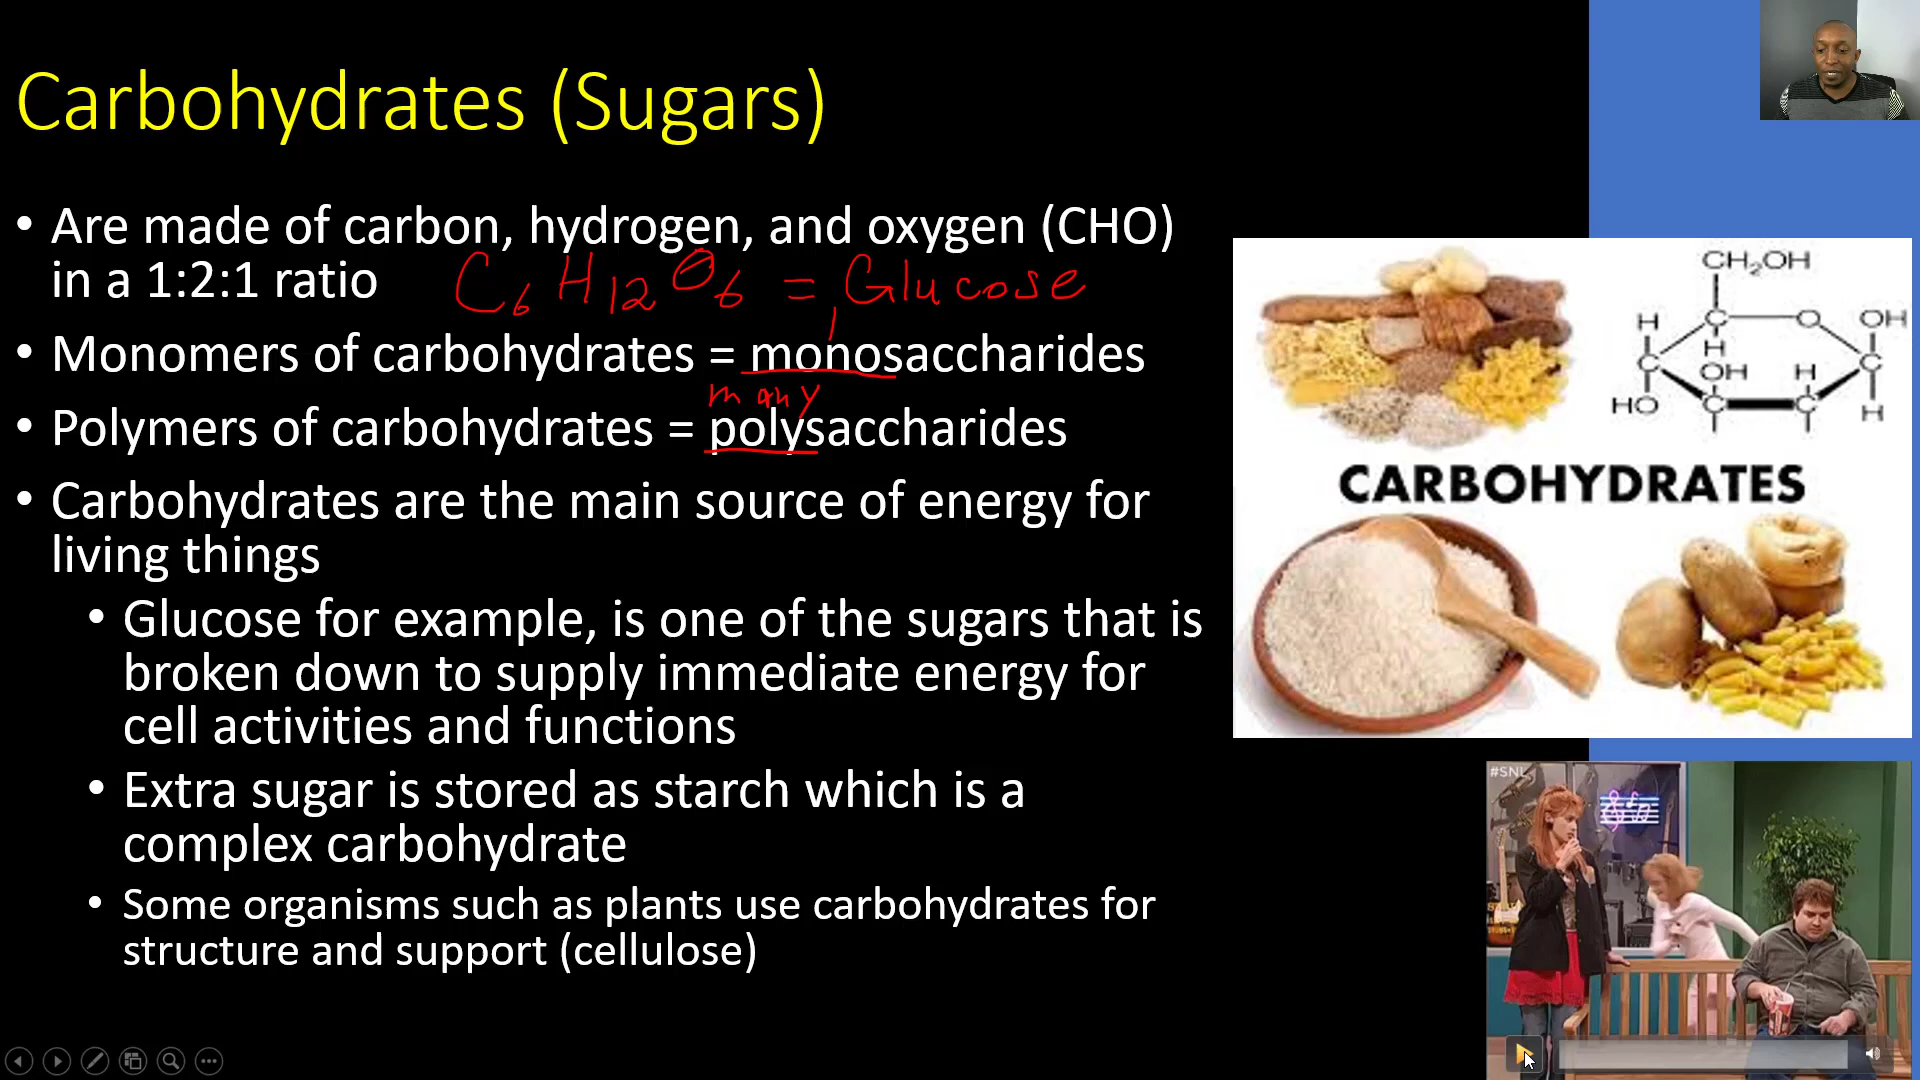 Carbohydrates (Sugars)
• Are made of carbon, hydrogen, and oxygen (CHO)
in a 1:2:1 ratio
C6 H12 O6 = Glucose
1
• Monomers of carbohydrates = monosaccharides
many
• Polymers of carbohydrates = polysaccharides
• Carbohydrates are the main source of energy for
living things
• Glucose for example, is one of the sugars that is
broken down to supply immediate energy for
cell activities and functions
• Extra sugar is stored as starch which is a
complex carbohydrate
• Some organisms such as plants use carbohydrates for
structure and support (cellulose)
CH2OH
C O OH
H H
C OH H C
HO C C H
CARBOHYDRATES
#SNL